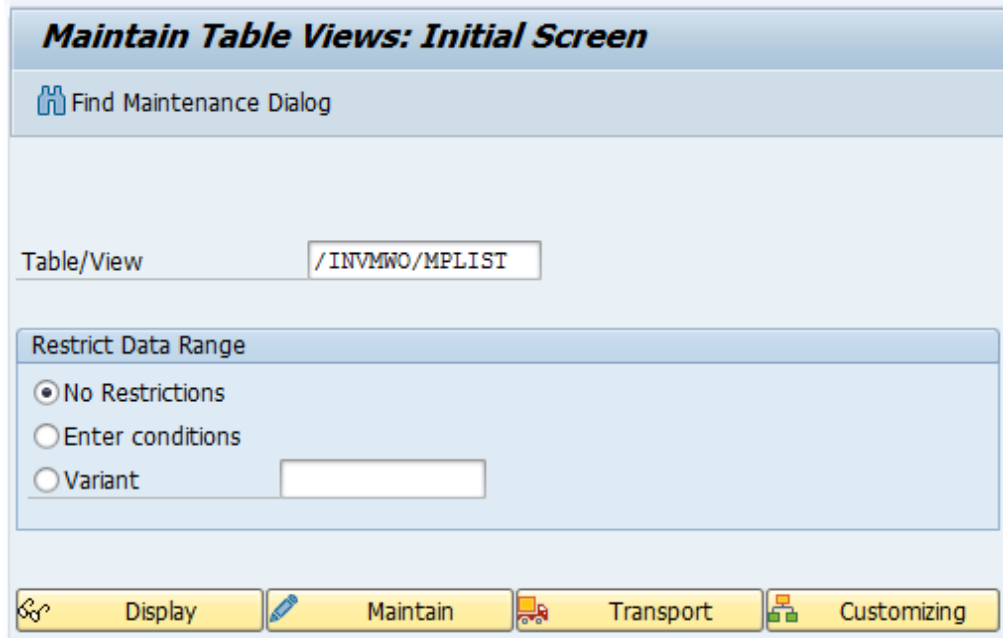 Maintain Table Views: Initial Screen
Find Maintenance Dialog
Table/View /INVMWO/MPLIST
Restrict Data Range
No Restrictions
Enter conditions
Variant
Display Maintain Transport Customizing